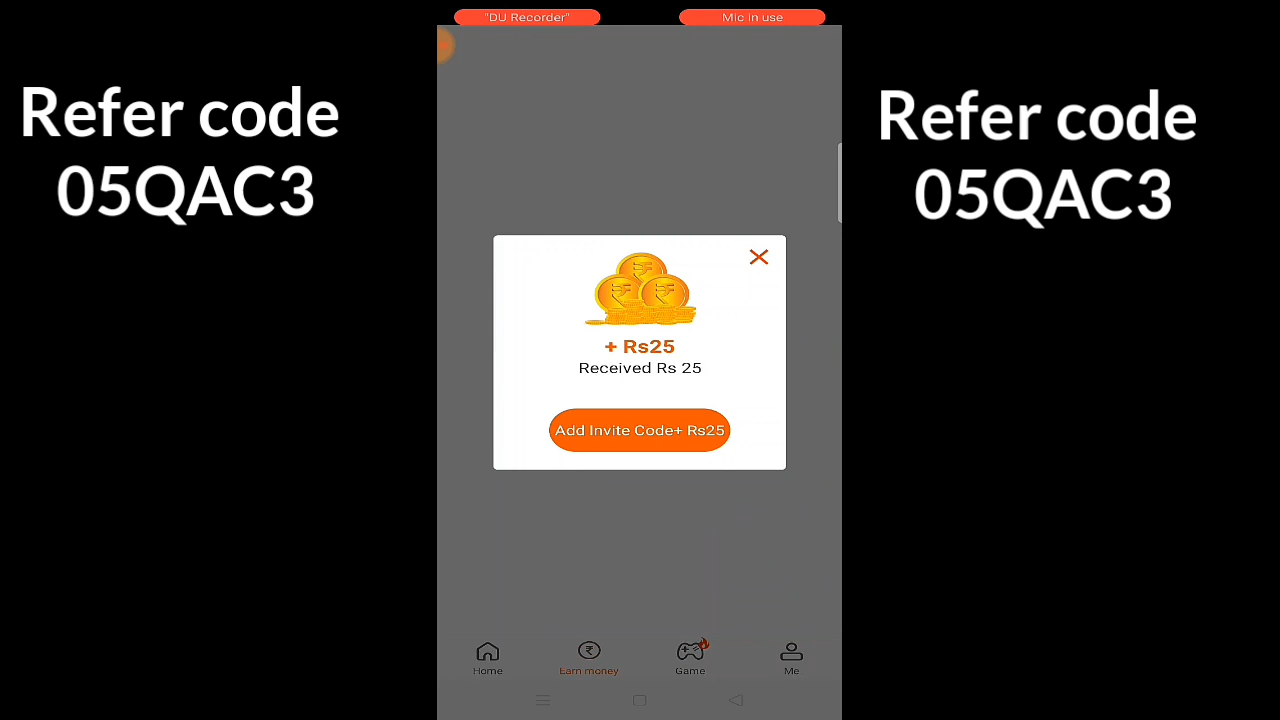 "DU Recorder"
Mic in use
Refer code
05QAC3
Refer code
05QAC3
+ Rs25
Received Rs 25
Add Invite Code+ Rs25
Home
Earn money
Game
Me